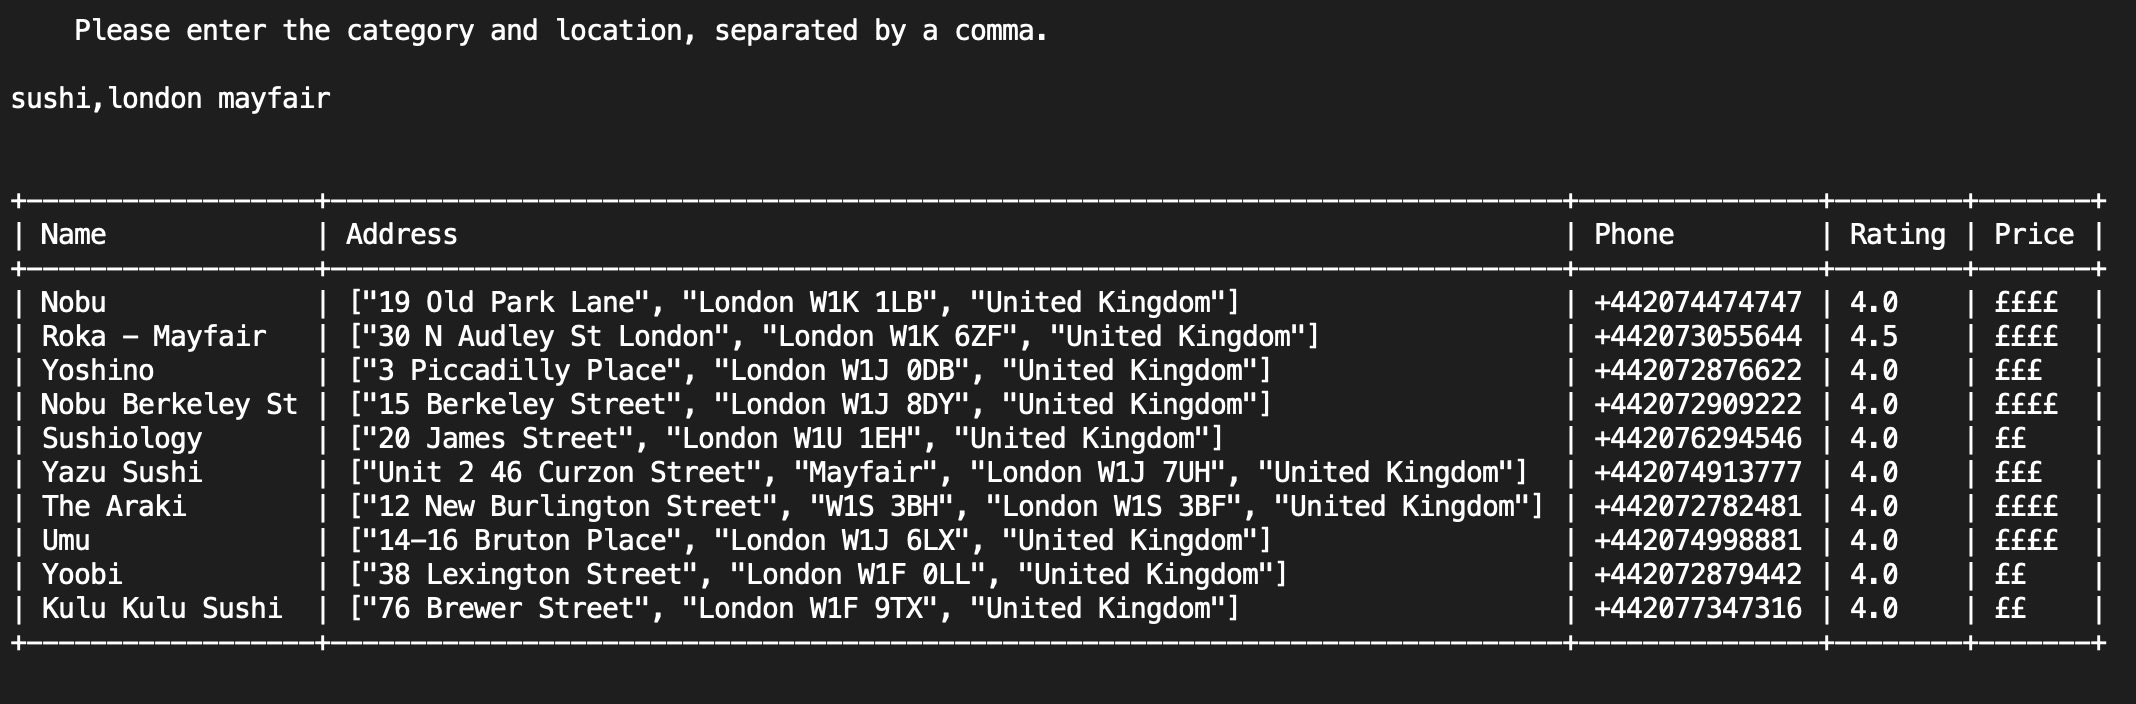 Please enter the category and location, separated by a comma.
sushi,london mayfair
+------------------+-----------------------------------------------------------------------------+---------------+--------+-------+
| Name             | Address                                                                     | Phone         | Rating | Price |
+------------------+-----------------------------------------------------------------------------+---------------+--------+-------+
| Nobu             | ["19 Old Park Lane", "London W1K 1LB", "United Kingdom"]                    | +442074474747 | 4.0    | ££££  |
| Roka - Mayfair   | ["30 N Audley St London", "London W1K 6ZF", "United Kingdom"]               | +442073055644 | 4.5    | ££££  |
| Yoshino          | ["3 Piccadilly Place", "London W1J 0DB", "United Kingdom"]                  | +442072876622 | 4.0    | £££   |
| Nobu Berkeley St | ["15 Berkeley Street", "London W1J 8DY", "United Kingdom"]                  | +442072909222 | 4.0    | ££££  |
| Sushiology       | ["20 James Street", "London W1U 1EH", "United Kingdom"]                     | +442076294546 | 4.0    | ££    |
| Yazu Sushi       | ["Unit 2 46 Curzon Street", "Mayfair", "London W1J 7UH", "United Kingdom"]  | +442074913777 | 4.0    | £££   |
| The Araki        | ["12 New Burlington Street", "W1S 3BH", "London W1S 3BF", "United Kingdom"] | +442072782481 | 4.0    | ££££  |
| Umu              | ["14-16 Bruton Place", "London W1J 6LX", "United Kingdom"]                  | +442074998881 | 4.0    | ££££  |
| Yoobi            | ["38 Lexington Street", "London W1F 0LL", "United Kingdom"]                 | +442072879442 | 4.0    | ££    |
| Kulu Kulu Sushi  | ["76 Brewer Street", "London W1F 9TX", "United Kingdom"]                    | +442077347316 | 4.0    | ££    |
+------------------+-----------------------------------------------------------------------------+---------------+--------+-------+